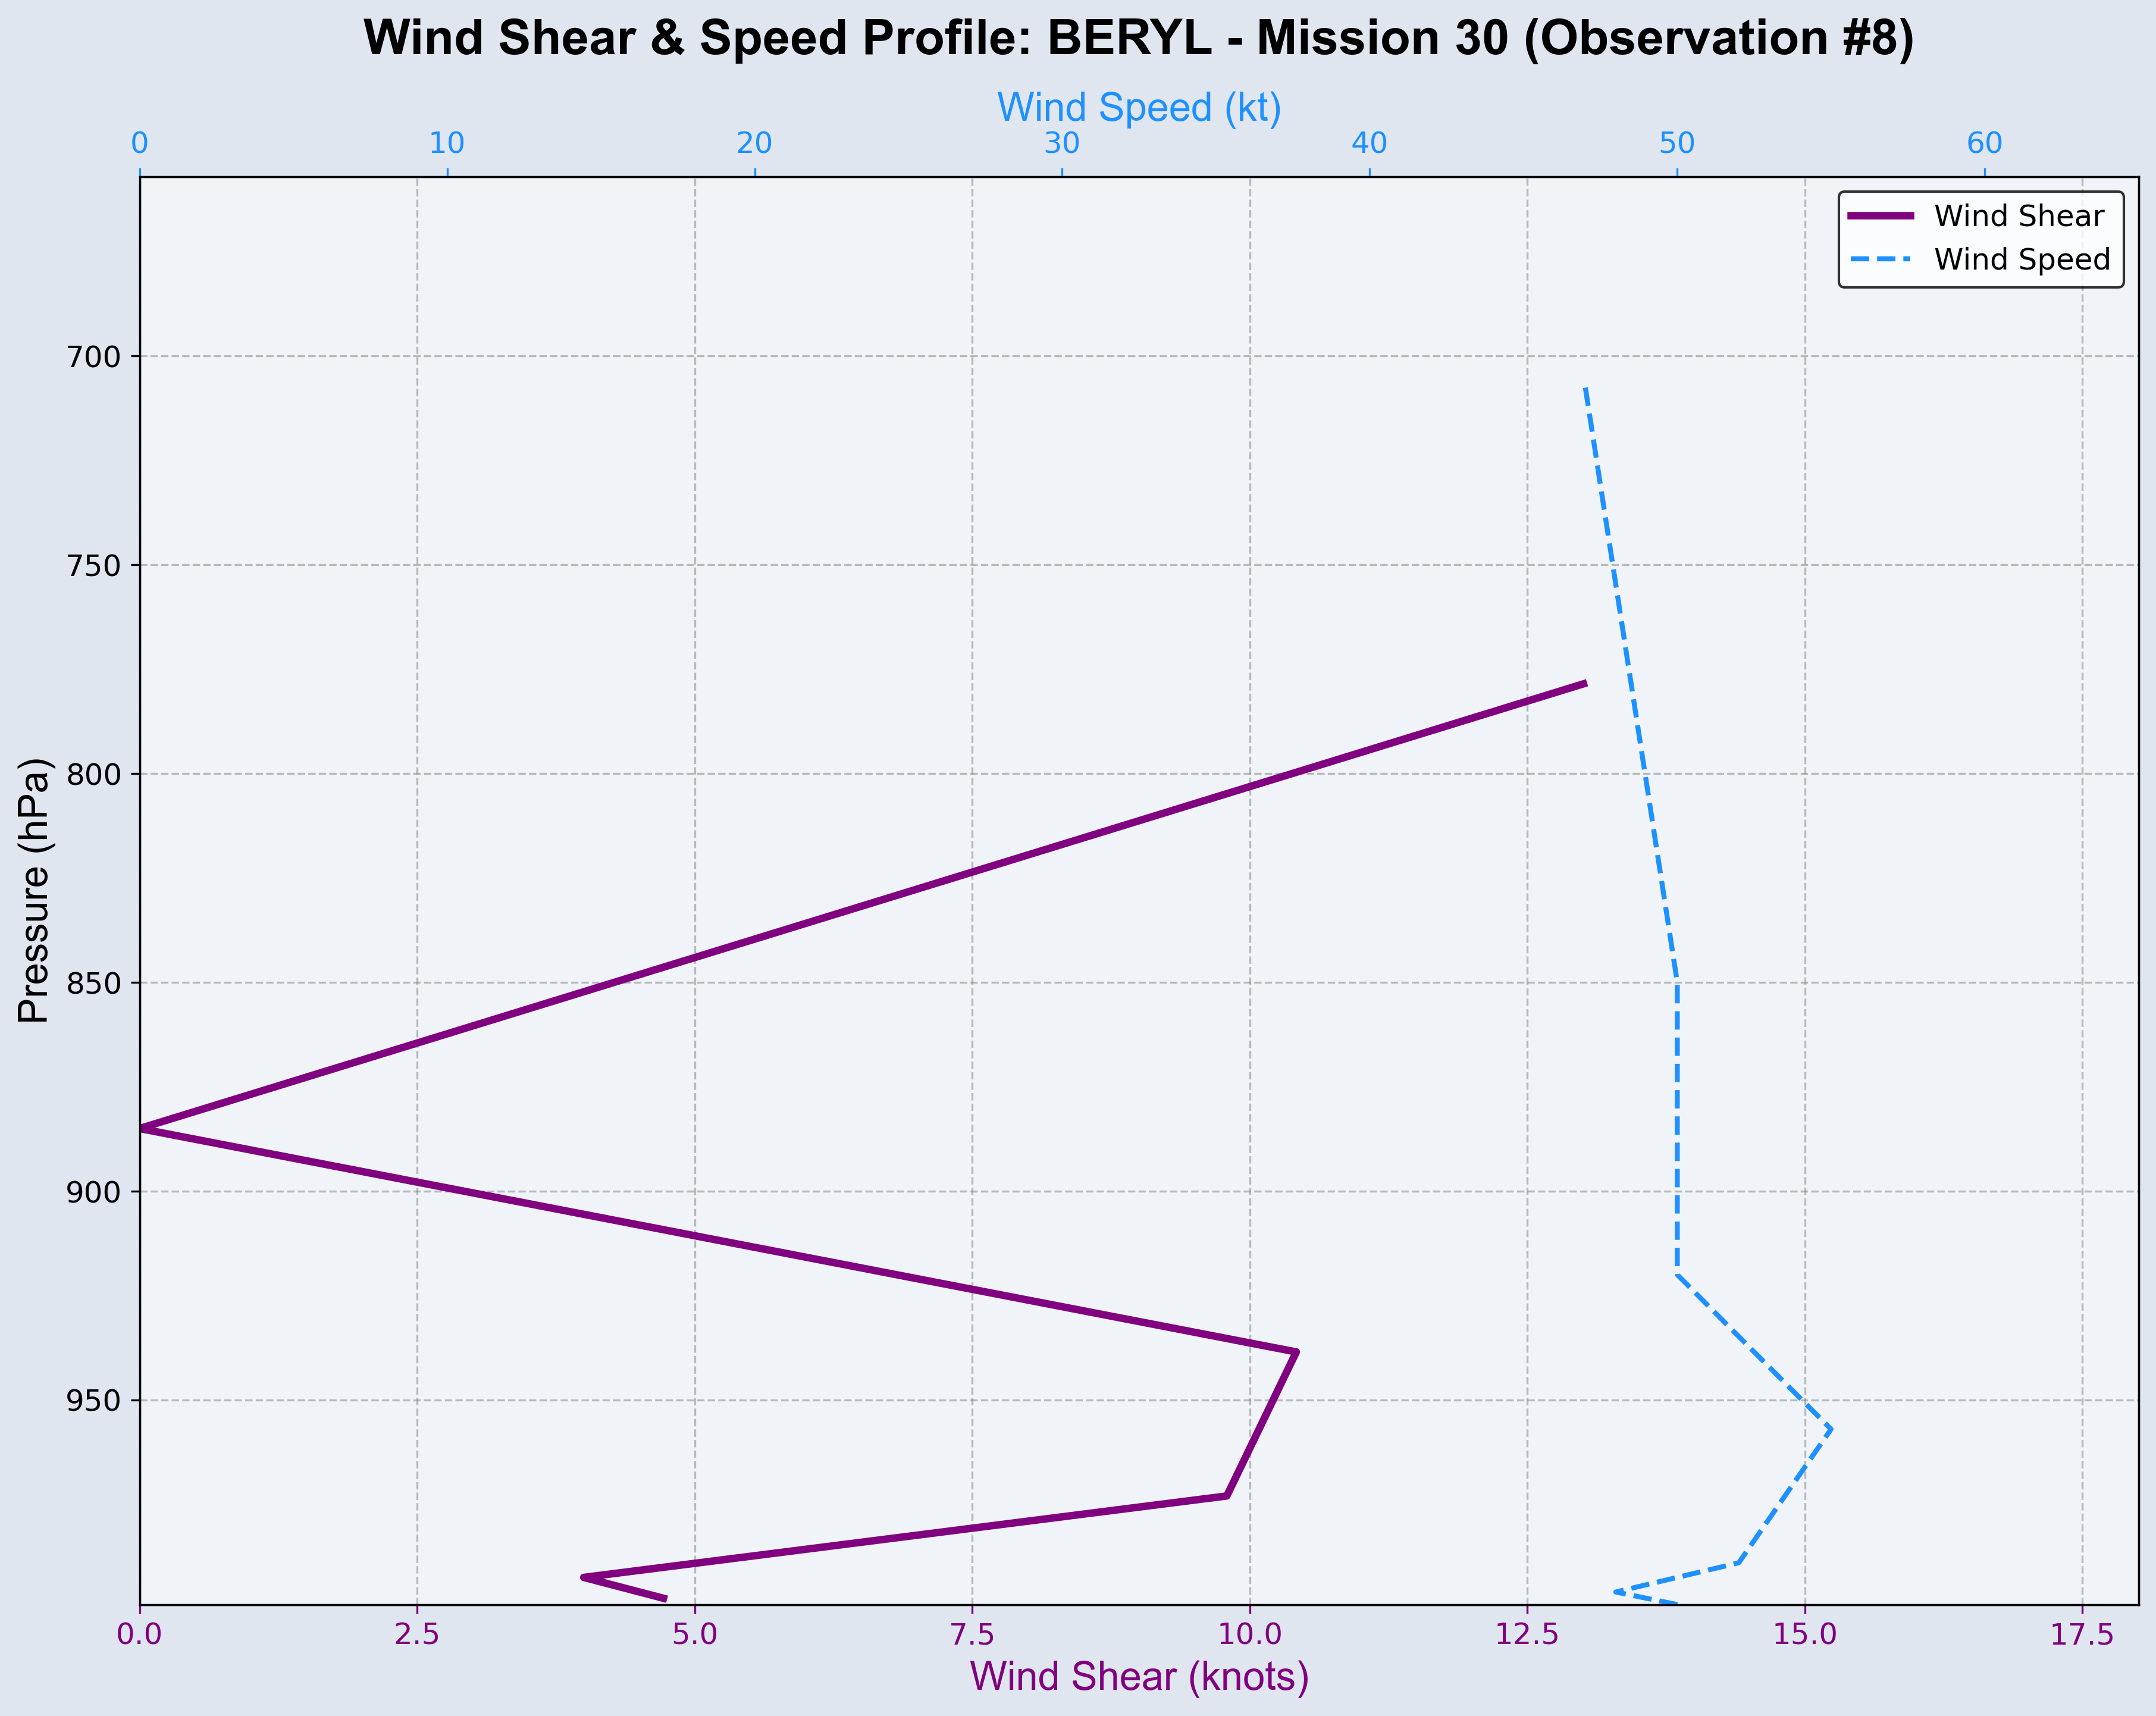 Wind Shear & Speed Profile: BERYL - Mission 30 (Observation #8)
Wind Speed (kt)
0 10 20 30 40 50 60
Wind Shear
Wind Speed
Pressure (hPa)
700
750
800
850
900
950
0.0 2.5 5.0 7.5 10.0 12.5 15.0 17.5
Wind Shear (knots)